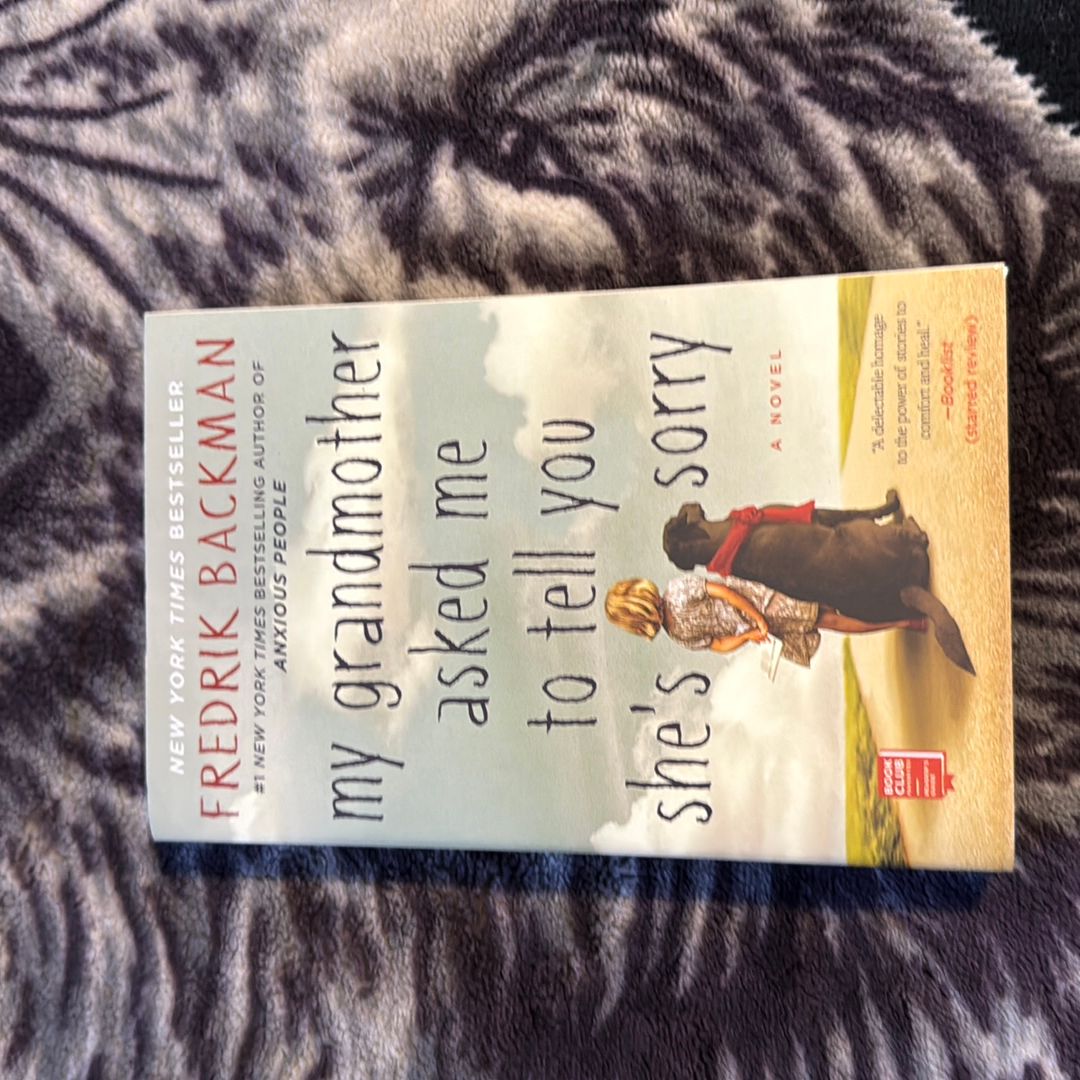 NEW YORK TIMES BESTSELLER
FREDRIK BACKMAN
#1 NEW YORK TIMES BESTSELLING AUTHOR OF
ANXIOUS PEOPLE
my grandmother
asked me
to tell you
she's sorry
A NOVEL
"A delectable homage
to the power of stories to
comfort and heal."
—Booklist
(starred review)
BOOK
CLUB